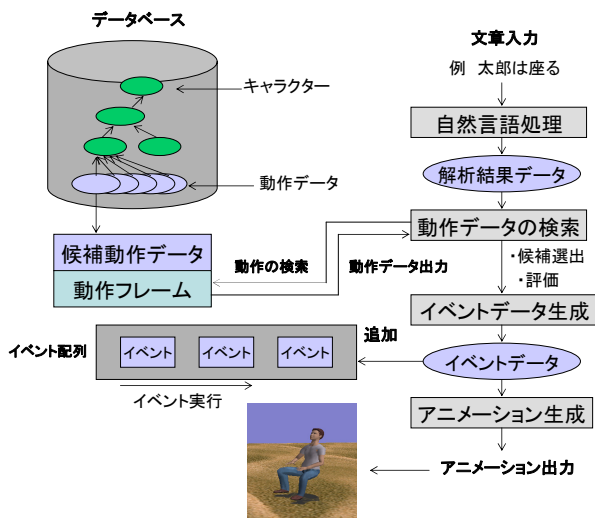 データベース
キャラクター
動作データ
候補動作データ
動作フレーム
動作の検索
動作データ出力
文章入力
例　太郎は座る
自然言語処理
解析結果データ
動作データの検索
・候補選出
・評価
イベントデータ生成
追加
イベントデータ
イベント配列
イベント
イベント
イベント
イベント実行
アニメーション生成
アニメーション出力